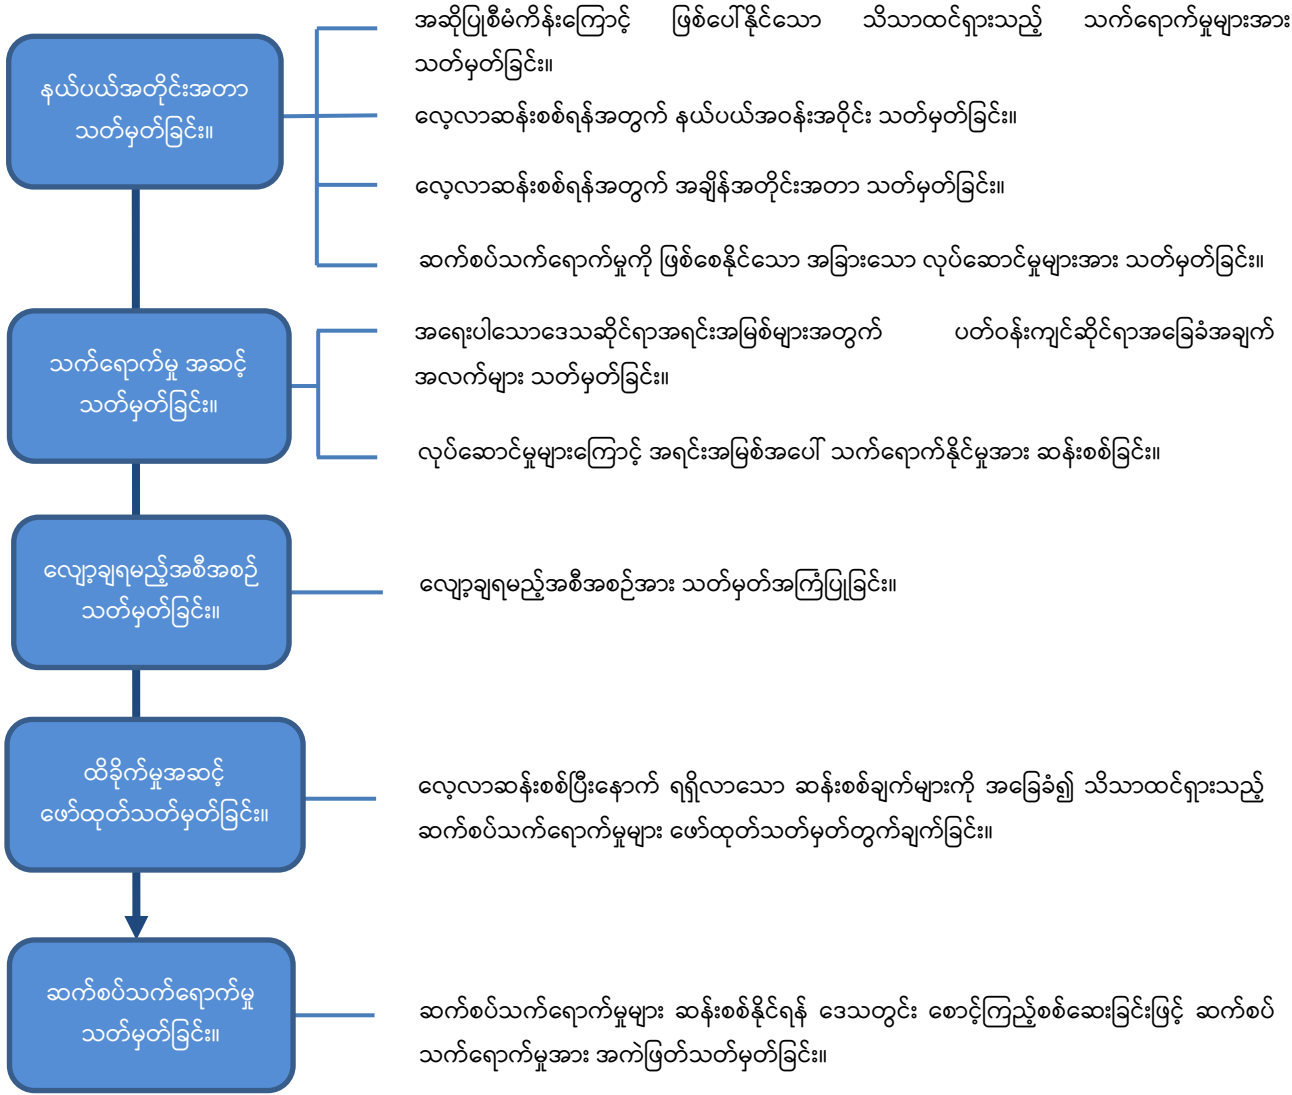 နယ်ပယ်အတိုင်းအတာ
သတ်မှတ်ခြင်း။
အဆိုပြုစီမံကိန်းကြောင့် ဖြစ်ပေါ်နိုင်သော သိသာထင်ရှားသည့် သက်ရောက်မှုများအား
သတ်မှတ်ခြင်း။
လေ့လာဆန်းစစ်ရန်အတွက် နယ်ပယ်အဝန်းအဝိုင်း သတ်မှတ်ခြင်း။
လေ့လာဆန်းစစ်ရန်အတွက် အချိန်အတိုင်းအတာ သတ်မှတ်ခြင်း။
ဆက်စပ်သက်ရောက်မှုကို ဖြစ်စေနိုင်သော အခြားသော လုပ်ဆောင်မှုများအား သတ်မှတ်ခြင်း။
သက်ရောက်မှု အဆင့်
သတ်မှတ်ခြင်း။
အရေးပါသောဒေသဆိုင်ရာအရင်းအမြစ်များအတွက် ပတ်ဝန်းကျင်ဆိုင်ရာအခြေခံအချက်
အလက်များ သတ်မှတ်ခြင်း။
လုပ်ဆောင်မှုများကြောင့် အရင်းအမြစ်အပေါ် သက်ရောက်နိုင်မှုအား ဆန်းစစ်ခြင်း။
လျော့ချရမည့်အစီအစဉ်
သတ်မှတ်ခြင်း။
လျော့ချရမည့်အစီအစဉ်အား သတ်မှတ်အကြံပြုခြင်း။
ထိခိုက်မှုအဆင့်
ဖော်ထုတ်သတ်မှတ်ခြင်း။
လေ့လာဆန်းစစ်ပြီးနောက် ရရှိလာသော ဆန်းစစ်ချက်များကို အခြေခံ၍ သိသာထင်ရှားသည့်
ဆက်စပ်သက်ရောက်မှုများ ဖော်ထုတ်သတ်မှတ်တွက်ချက်ခြင်း။
ဆက်စပ်သက်ရောက်မှု
သတ်မှတ်ခြင်း။
ဆက်စပ်သက်ရောက်မှုများ ဆန်းစစ်နိုင်ရန် ဒေသတွင်း စောင့်ကြည့်စစ်ဆေးခြင်းဖြင့် ဆက်စပ်
သက်ရောက်မှုအား အကဲဖြတ်သတ်မှတ်ခြင်း။